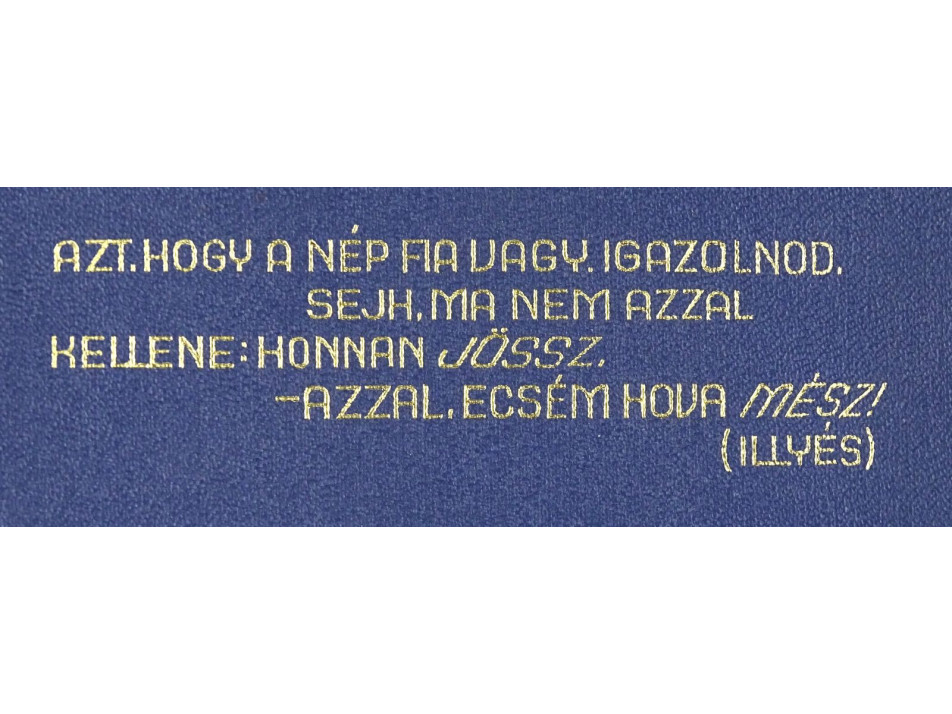 AZT, HOGY A NÉP FIA VAGY, IGAZOLNOD,
SEJH, MA NEM AZZAL
KELLENE: HONNAN JÖSSZ,
–AZZAL, ECSÉM HOVA MÉSZ!
(ILLYÉS)